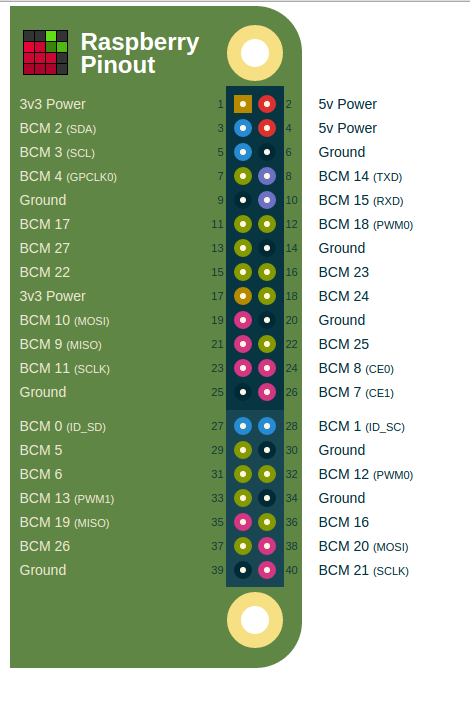 Raspberry
Pinout
3v3 Power 1 2 5v Power
BCM 2 (SDA) 3 4 5v Power
BCM 3 (SCL) 5 6 Ground
BCM 4 (GPCLK0) 7 8 BCM 14 (TXD)
Ground 9 10 BCM 15 (RXD)
BCM 17 11 12 BCM 18 (PWM0)
BCM 27 13 14 Ground
BCM 22 15 16 BCM 23
3v3 Power 17 18 BCM 24
BCM 10 (MOSI) 19 20 Ground
BCM 9 (MISO) 21 22 BCM 25
BCM 11 (SCLK) 23 24 BCM 8 (CE0)
Ground 25 26 BCM 7 (CE1)
BCM 0 (ID_SD) 27 28 BCM 1 (ID_SC)
BCM 5 29 30 Ground
BCM 6 31 32 BCM 12 (PWM0)
BCM 13 (PWM1) 33 34 Ground
BCM 19 (MISO) 35 36 BCM 16
BCM 26 37 38 BCM 20 (MOSI)
Ground 39 40 BCM 21 (SCLK)